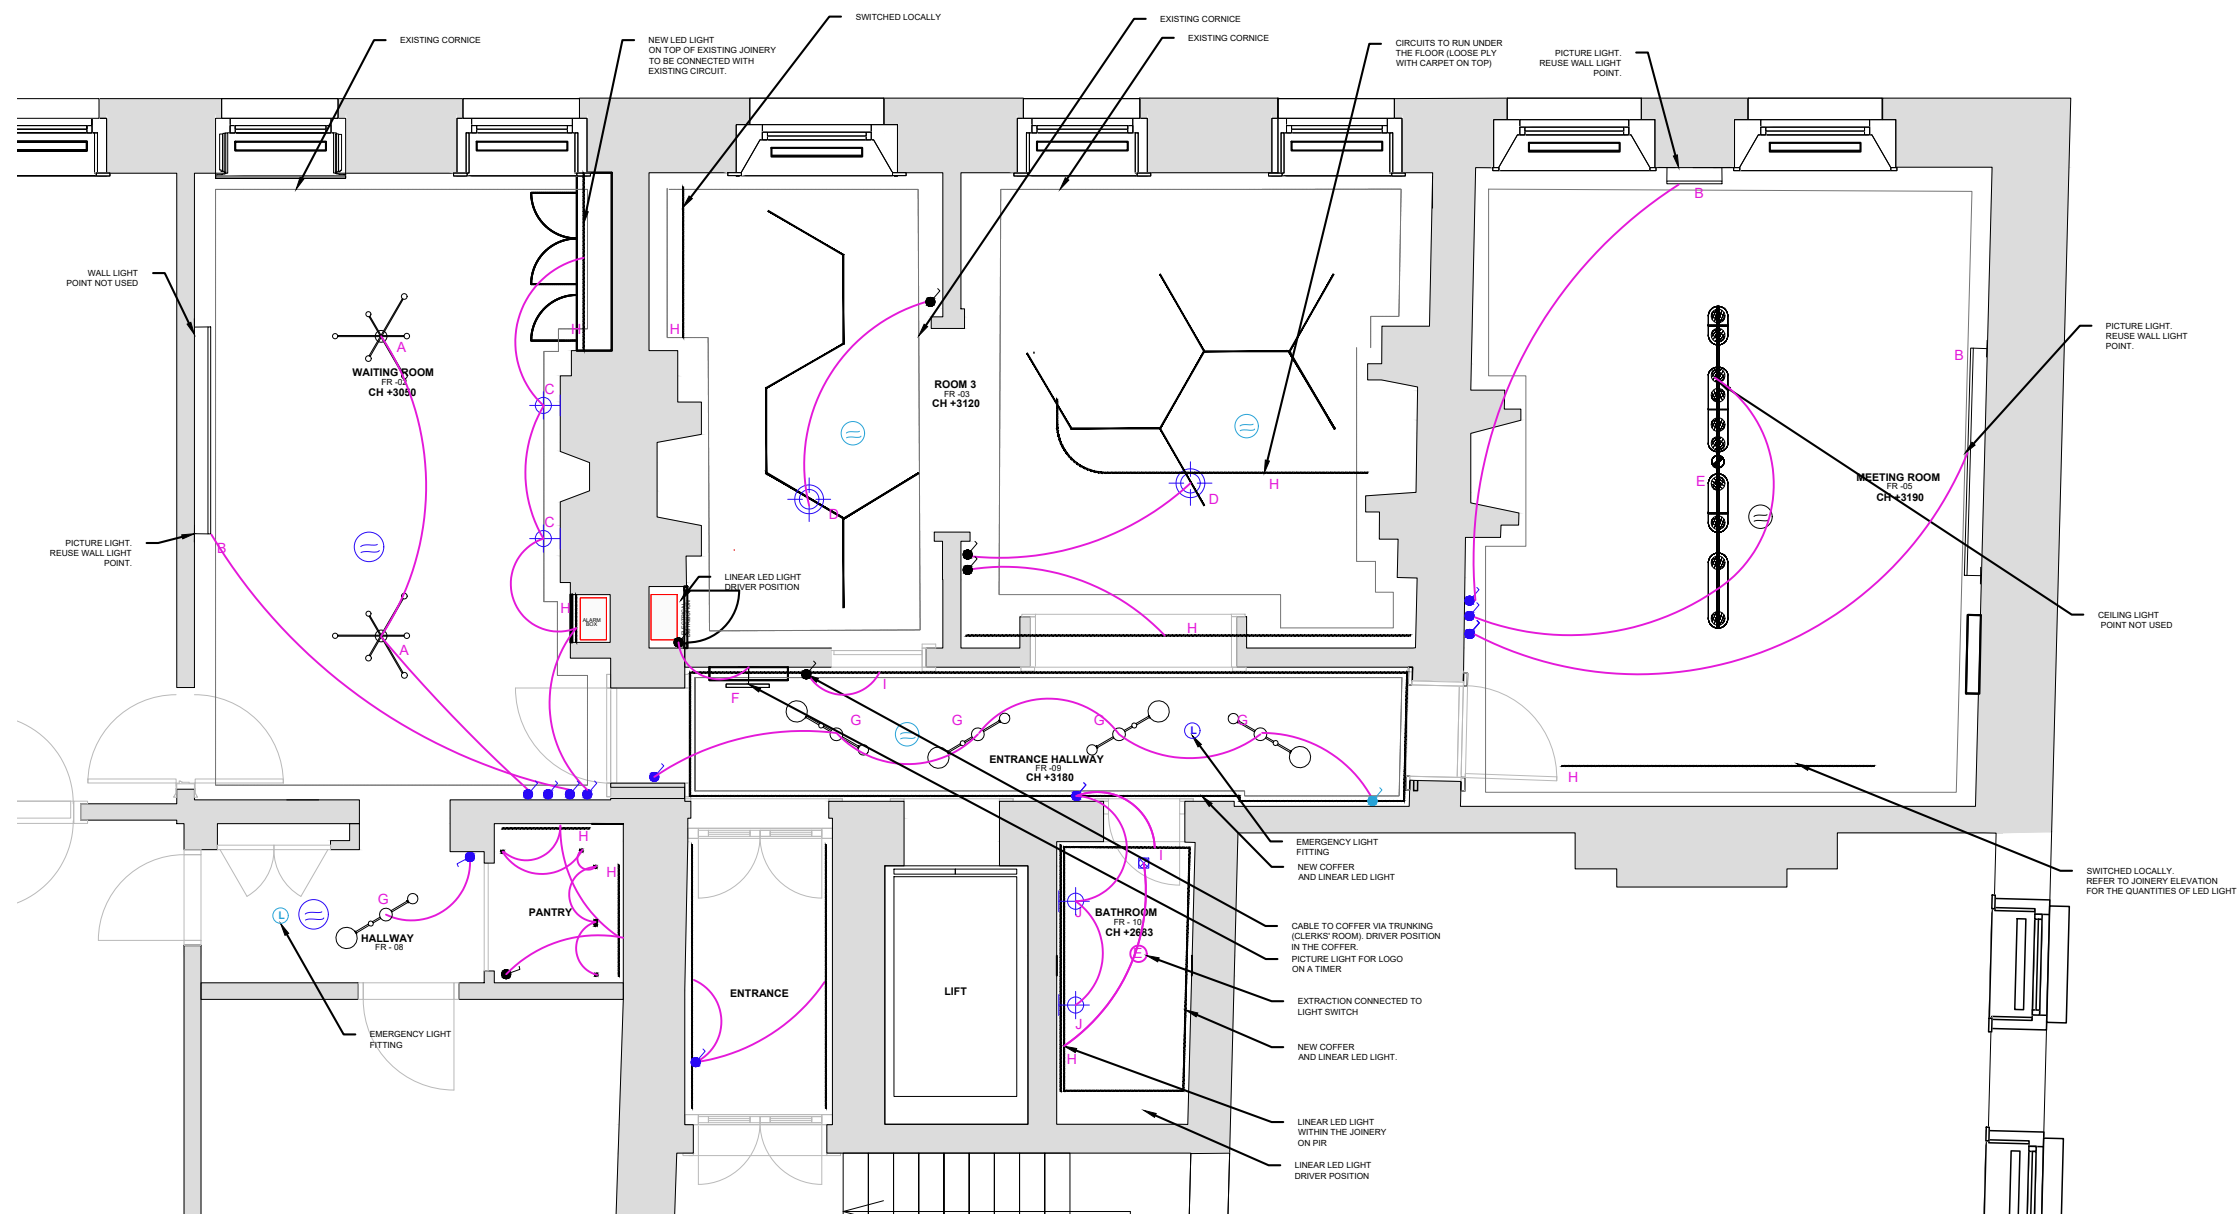 SWITCHED LOCALLY
EXISTING CORNICE
EXISTING CORNICE
EXISTING CORNICE
NEW LED LIGHT
ON TOP OF EXISTING JOINERY
TO BE CONNECTED WITH
EXISTING CIRCUIT.
CIRCUITS TO RUN UNDER
THE FLOOR (LOOSE PLY
WITH CARPET ON TOP)
PICTURE LIGHT.
REUSE WALL LIGHT
POINT.
B
WALL LIGHT
POINT NOT USED
H
H
A
PICTURE LIGHT.
REUSE WALL LIGHT
POINT.
B
WAITING ROOM
FR -02
CH +3050
C
ROOM 3
FR -03
CH +3120
MEETING ROOM
FR -05
CH +3190
E
H
D
D
C
PICTURE LIGHT.
REUSE WALL LIGHT
POINT.
B
LINEAR LED LIGHT
DRIVER POSITION
H
ALARM
BOX
H
CEILING LIGHT
POINT NOT USED
A
I
F
G
G
G
G
ENTRANCE HALLWAY
FR -09
CH +3180
L
H
H
H
EMERGENCY LIGHT
FITTING
I
NEW COFFER
AND LINEAR LED LIGHT
SWITCHED LOCALLY.
REFER TO JOINERY ELEVATION
FOR THE QUANTITIES OF LED LIGHT
G
L
PANTRY
J
BATHROOM
FR - 10
CH +2683
HALLWAY
FR - 08
CABLE TO COFFER VIA TRUNKING
(CLERKS' ROOM). DRIVER POSITION
IN THE COFFER.
E
PICTURE LIGHT FOR LOGO
ON A TIMER
ENTRANCE
LIFT
EXTRACTION CONNECTED TO
LIGHT SWITCH
J
EMERGENCY LIGHT
FITTING
H
NEW COFFER
AND LINEAR LED LIGHT.
LINEAR LED LIGHT
WITHIN THE JOINERY
ON PIR
LINEAR LED LIGHT
DRIVER POSITION